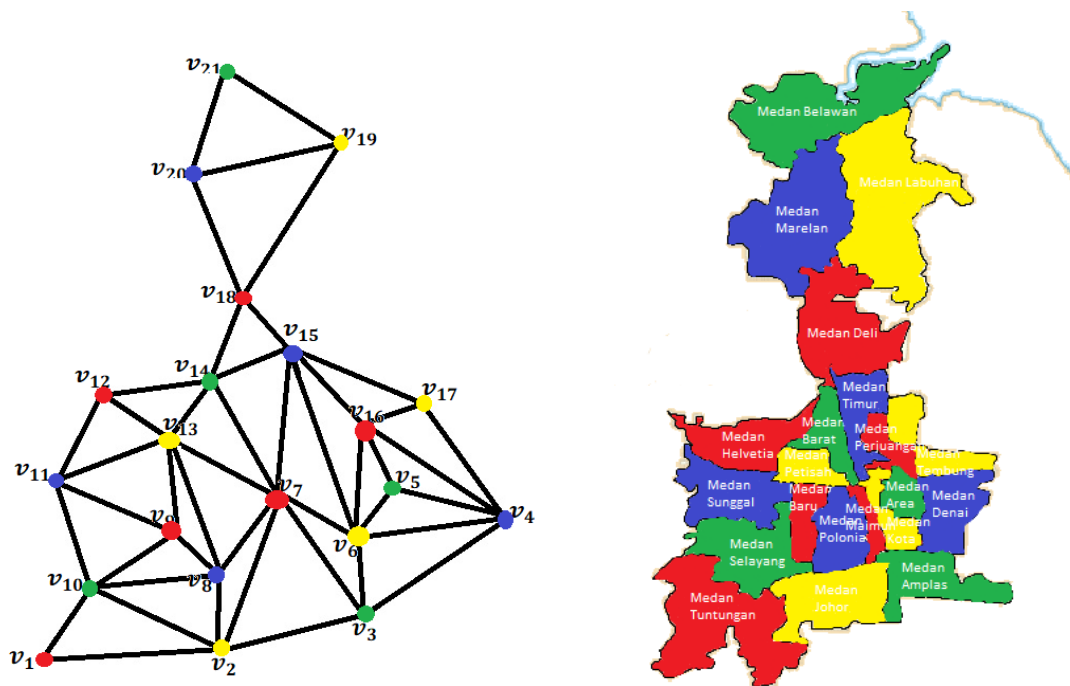 v21
v19
v20
v18
v15
v14
v12
v17
v13
v16
v11
v7
v5
v9
v4
v6
v10
v8
v3
v1
v2
Medan Belawan
Medan Labuhan
Medan
Marelan
Medan Deli
Medan
Timur
Medan
Barat
Medan
Perjuangan
Medan
Helvetia
Medan
Petisah
Medan
Tembung
Medan
Sunggal
Medan
Baru
Medan
Area
Medan
Denai
Medan
Maimun
Medan
Polonia
Medan
Kota
Medan
Selayang
Medan
Amplas
Medan
Tuntungan
Medan
Johor